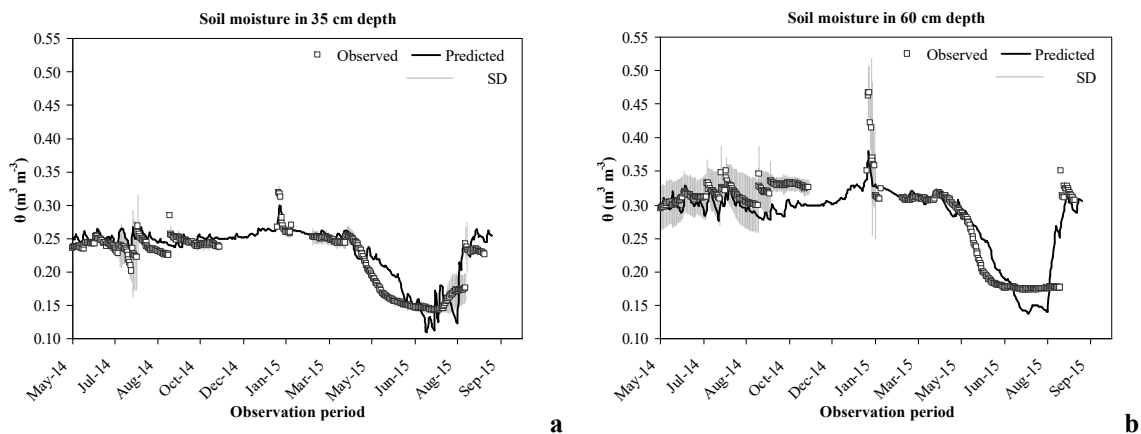 Soil moisture in 35 cm depth
0.55
0.50
0.45
0.40
0.35
0.30
0.25
0.20
0.15
0.10
θ (m³ m⁻³)
Observed
Predicted
SD
May-14
Jul-14
Aug-14
Oct-14
Dec-14
Jan-15
Mar-15
May-15
Jun-15
Aug-15
Sep-15
Observation period
a
Soil moisture in 60 cm depth
0.55
0.50
0.45
0.40
0.35
0.30
0.25
0.20
0.15
0.10
θ (m³ m⁻³)
Observed
Predicted
SD
May-14
Jul-14
Aug-14
Oct-14
Dec-14
Jan-15
Mar-15
May-15
Jun-15
Aug-15
Sep-15
Observation period
b